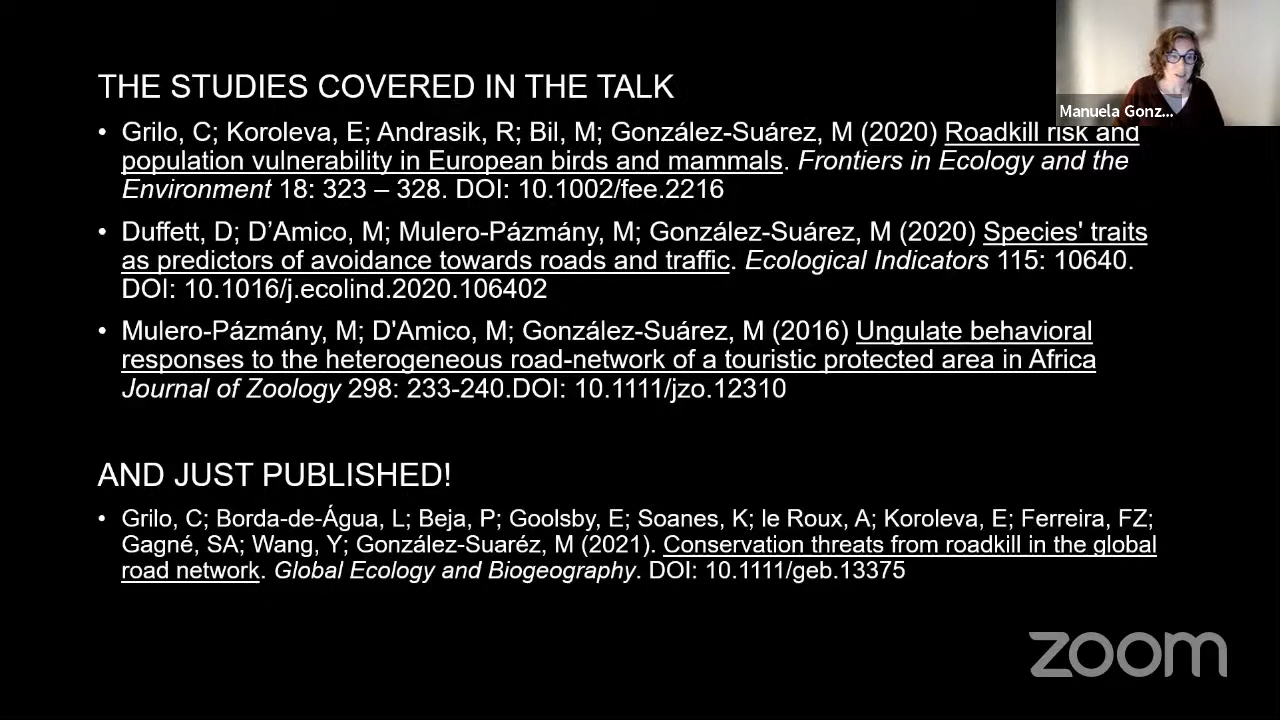 THE STUDIES COVERED IN THE TALK
• Grilo, C; Koroleva, E; Andrasik, R; Bil, M; González-Suárez, M (2020) Roadkill risk and
population vulnerability in European birds and mammals. Frontiers in Ecology and the
Environment 18: 323 – 328. DOI: 10.1002/fee.2216
• Duffett, D; D’Amico, M; Mulero-Pázmány, M; González-Suárez, M (2020) Species' traits
as predictors of avoidance towards roads and traffic. Ecological Indicators 115: 10640.
DOI: 10.1016/j.ecolind.2020.106402
• Mulero-Pázmány, M; D'Amico, M; González-Suárez, M (2016) Ungulate behavioral
responses to the heterogeneous road-network of a touristic protected area in Africa
Journal of Zoology 298: 233-240.DOI: 10.1111/jzo.12310
AND JUST PUBLISHED!
• Grilo, C; Borda-de-Água, L; Beja, P; Goolsby, E; Soanes, K; le Roux, A; Koroleva, E; Ferreira, FZ;
Gagné, SA; Wang, Y; González-Suaréz, M (2021). Conservation threats from roadkill in the global
road network. Global Ecology and Biogeography. DOI: 10.1111/geb.13375
Manuela Gonz...
zoom